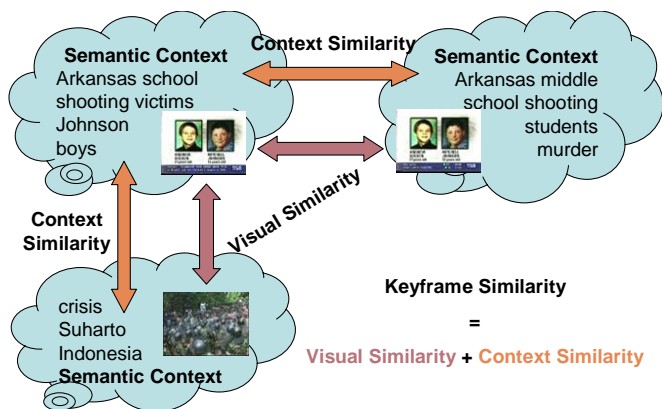 Semantic Context
Arkansas school
shooting victims
Johnson
boys
Context Similarity
Semantic Context
Arkansas middle
school shooting
students
murder
Context
Similarity
Visual Similarity
crisis
Suharto
Indonesia
Semantic Context
Keyframe Similarity
=
Visual Similarity + Context Similarity